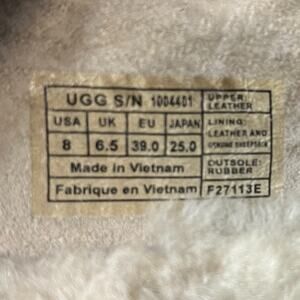 UGG S/N 1004401
UPPER:
LEATHER
USA UK EU JAPAN
LINING:
LEATHER AND
GENUINE SHEEPSKIN
8 6.5 39.0 25.0
Made in Vietnam
OUTSOLE:
RUBBER
Fabrique en Vietnam
F27113E